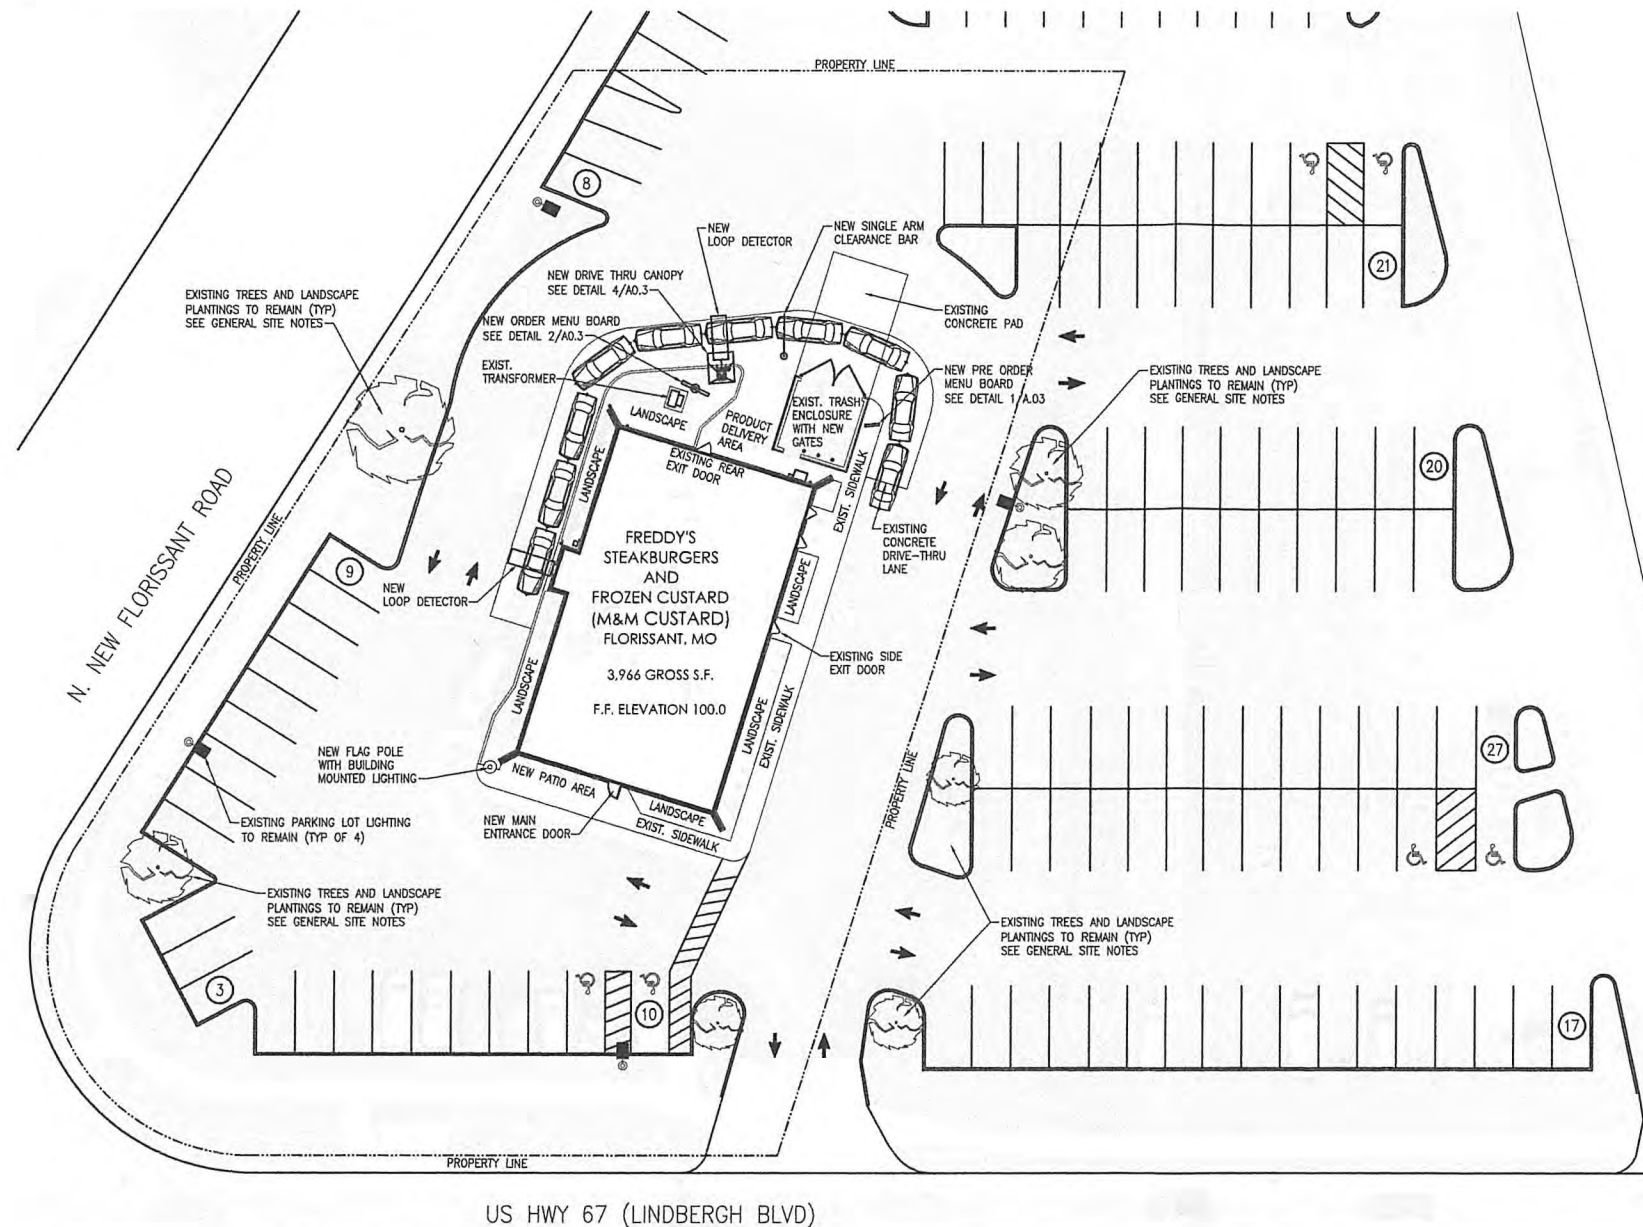 PROPERTY LINE
8
21
NEW
LOOP DETECTOR
NEW SINGLE ARM
CLEARANCE BAR
NEW DRIVE THRU CANOPY
SEE DETAIL 4/A0.3
EXISTING TREES AND LANDSCAPE
PLANTINGS TO REMAIN (TYP)
SEE GENERAL SITE NOTES
EXISTING
CONCRETE PAD
NEW ORDER MENU BOARD
SEE DETAIL 2/A0.3
EXIST.
TRANSFORMER
NEW PRE ORDER
MENU BOARD
SEE DETAIL 1/A.03
EXISTING TREES AND LANDSCAPE
PLANTINGS TO REMAIN (TYP)
SEE GENERAL SITE NOTES
LANDSCAPE
PRODUCT
DELIVERY
AREA
EXIST. TRASH
ENCLOSURE
WITH NEW
GATES
EXISTING REAR
EXIT DOOR
LANDSCAPE
EXIST. SIDEWALK
20
N. NEW FLORISSANT ROAD
PROPERTY LINE
9
NEW
LOOP DETECTOR
FREDDY'S
STEAKBURGERS
AND
FROZEN CUSTARD
(M&M CUSTARD)
FLORISSANT, MO
3,966 GROSS S.F.
F.F. ELEVATION 100.0
EXISTING
CONCRETE
DRIVE-THRU
LANE
LANDSCAPE
EXISTING SIDE
EXIT DOOR
LANDSCAPE
LANDSCAPE
EXIST. SIDEWALK
PROPERTY LINE
27
NEW FLAG POLE
WITH BUILDING
MOUNTED LIGHTING
NEW PATIO AREA
LANDSCAPE
EXIST. SIDEWALK
NEW MAIN
ENTRANCE DOOR
EXISTING PARKING LOT LIGHTING
TO REMAIN (TYP OF 4)
EXISTING TREES AND LANDSCAPE
PLANTINGS TO REMAIN (TYP)
SEE GENERAL SITE NOTES
EXISTING TREES AND LANDSCAPE
PLANTINGS TO REMAIN (TYP)
SEE GENERAL SITE NOTES
3
10
17
PROPERTY LINE
US HWY 67 (LINDBERGH BLVD)